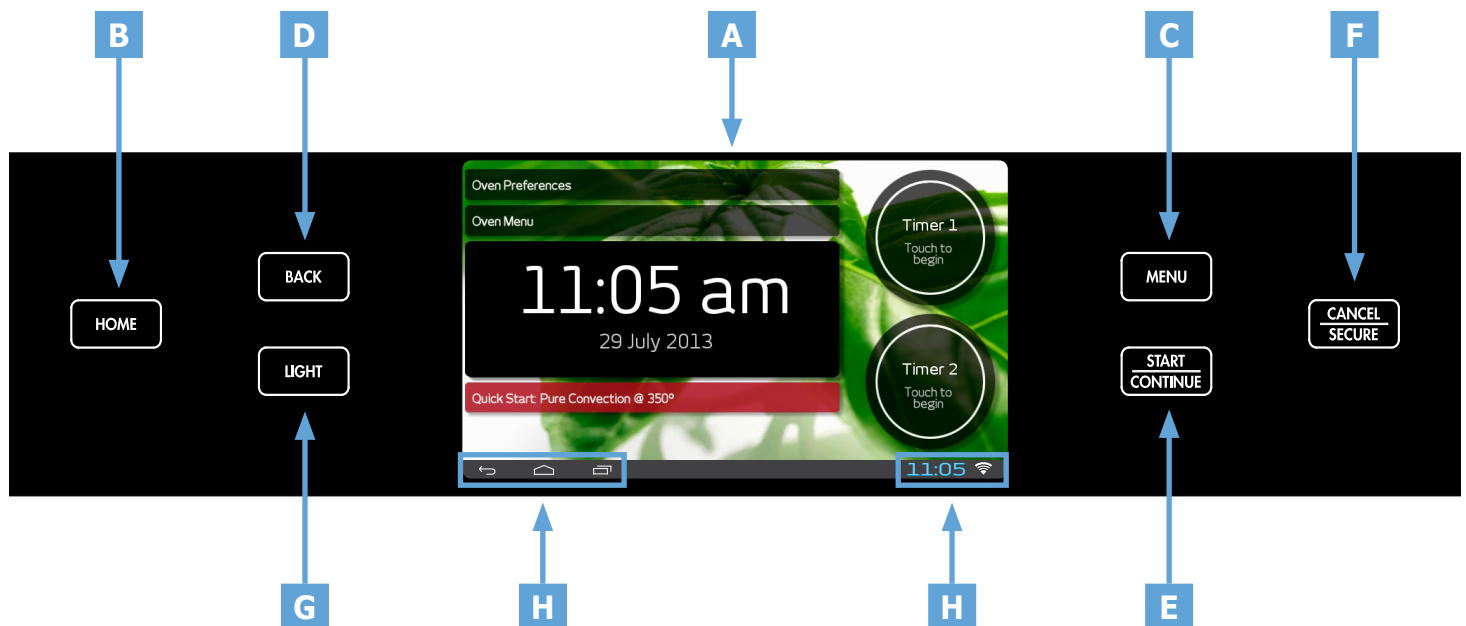 B
D
A
C
F
Oven Preferences
Oven Menu
11:05 am
29 July 2013
Quick Start: Pure Convection @ 350º
Timer 1
Touch to
begin
Timer 2
Touch to
begin
11:05
BACK
HOME
LIGHT
MENU
START
CONTINUE
CANCEL
SECURE
G
H
H
E